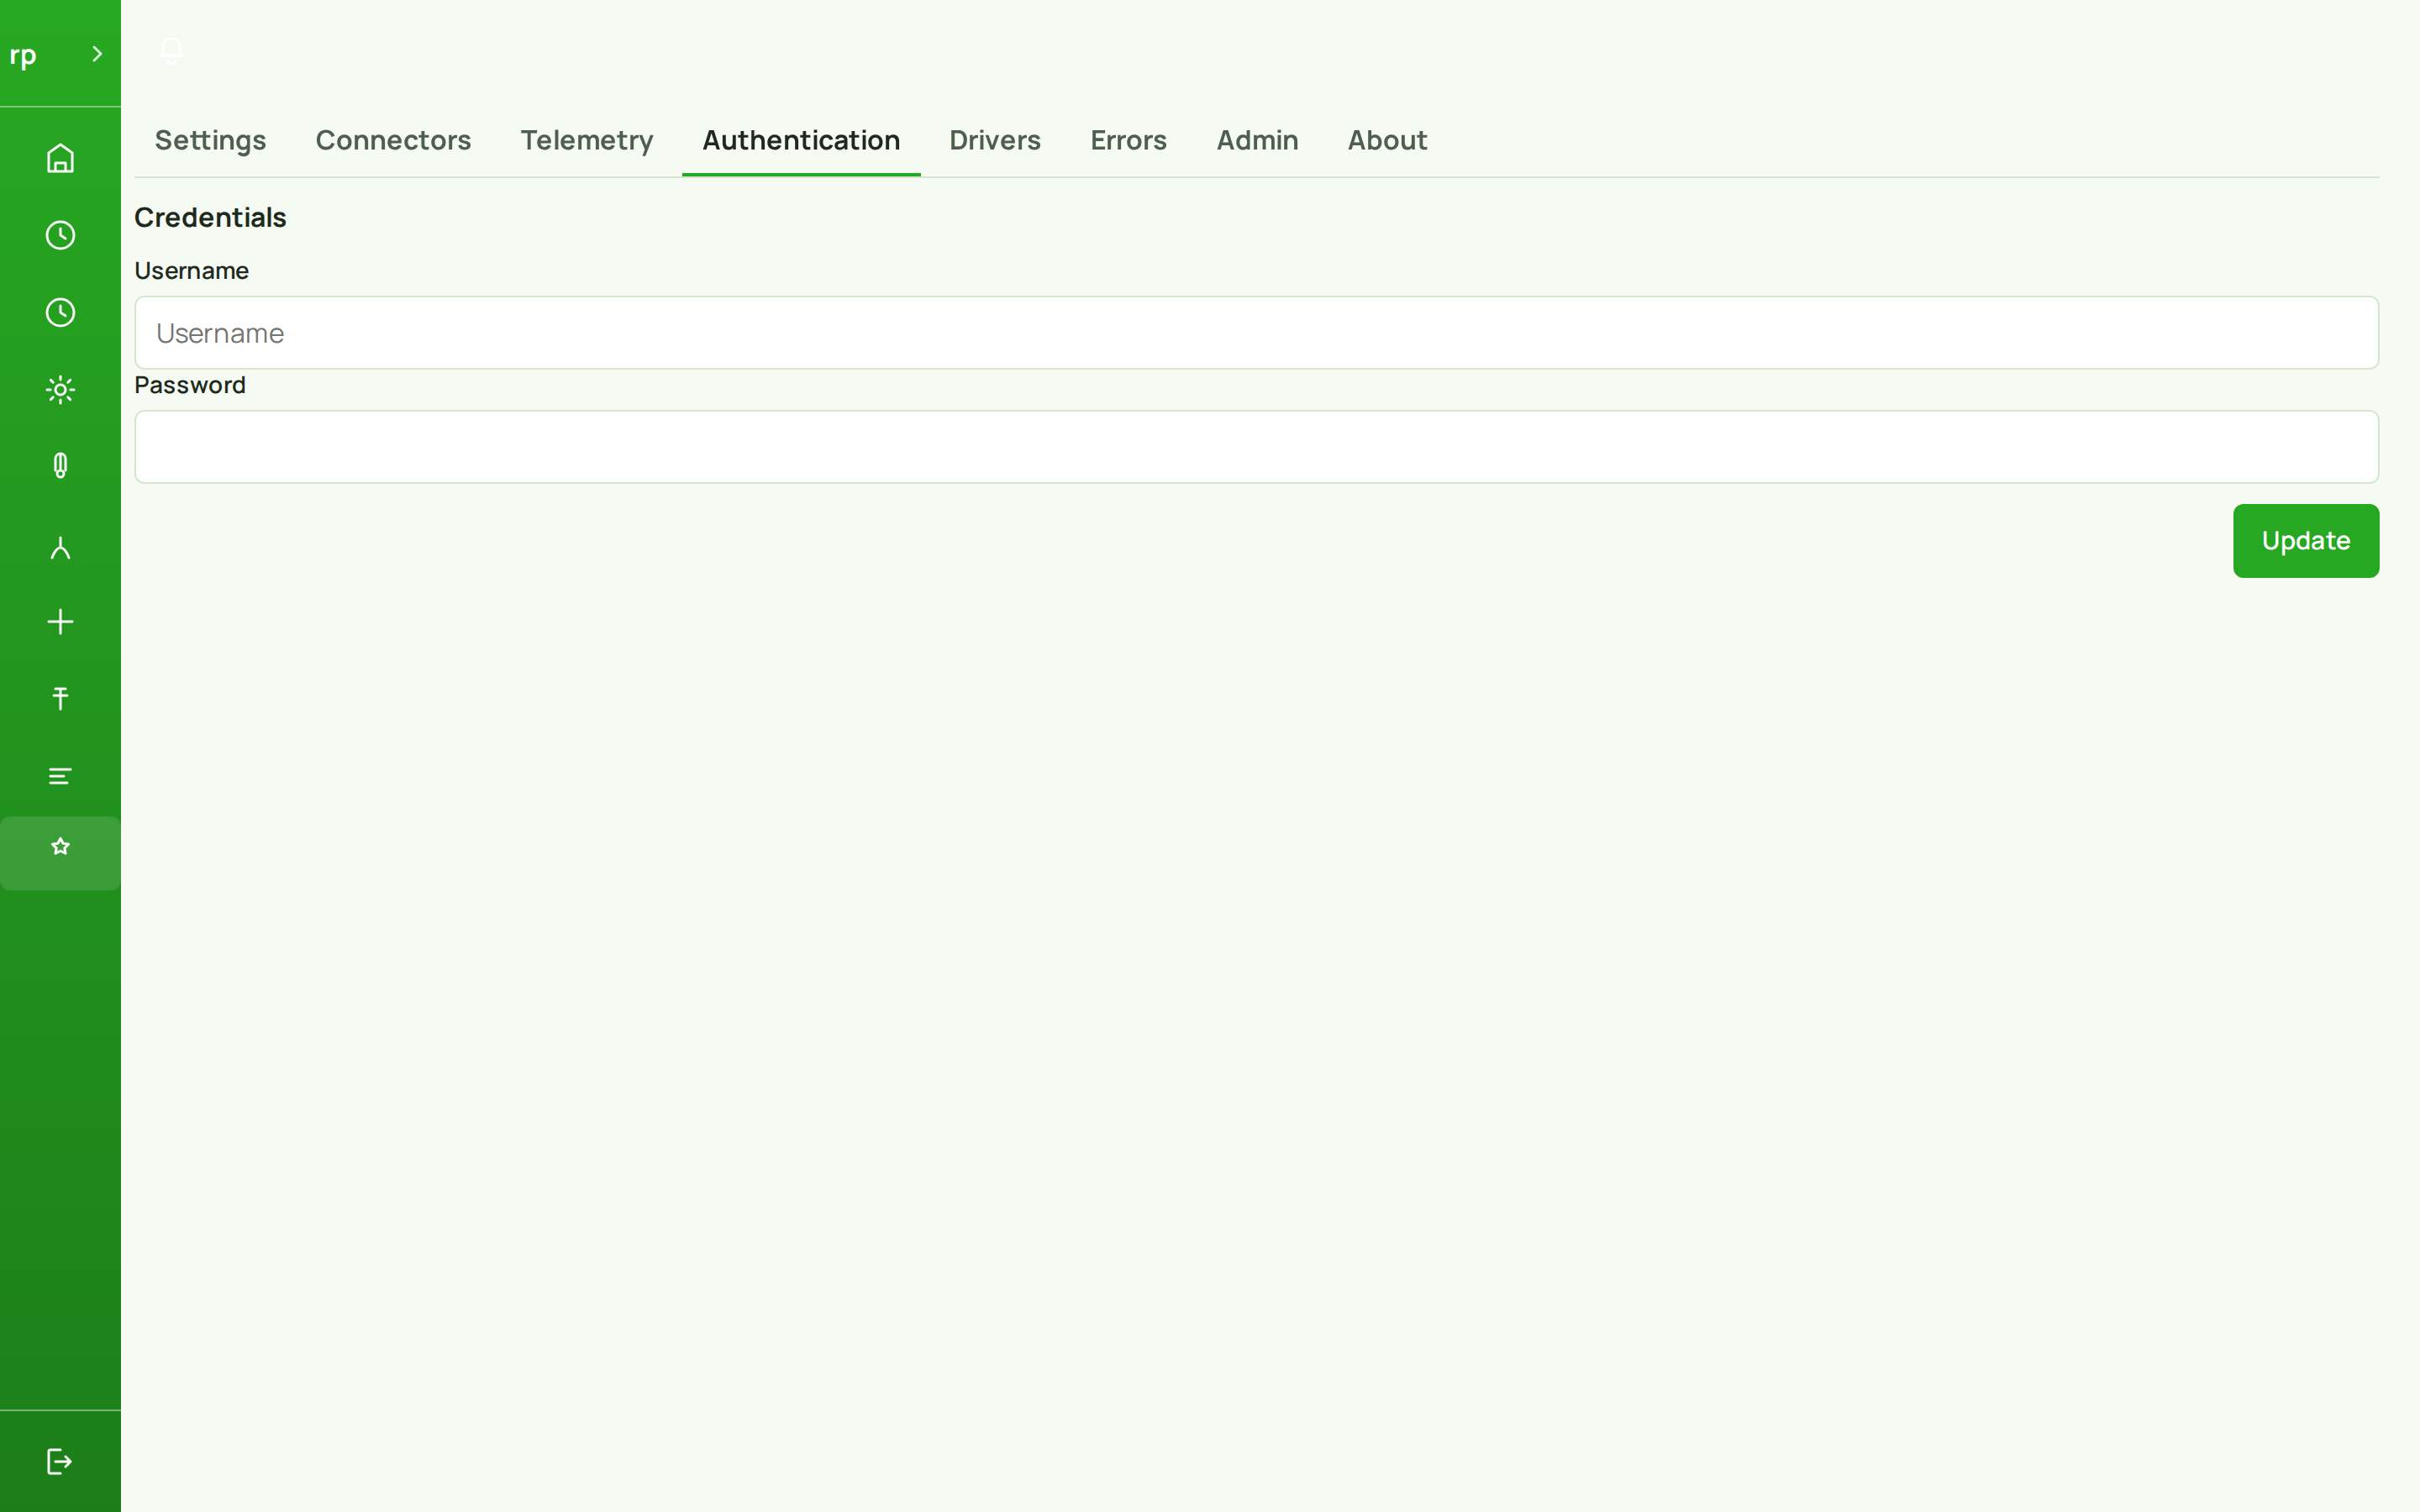 rp
Settings Connectors Telemetry Authentication Drivers Errors Admin About
Credentials
Username
Username
Password
Update